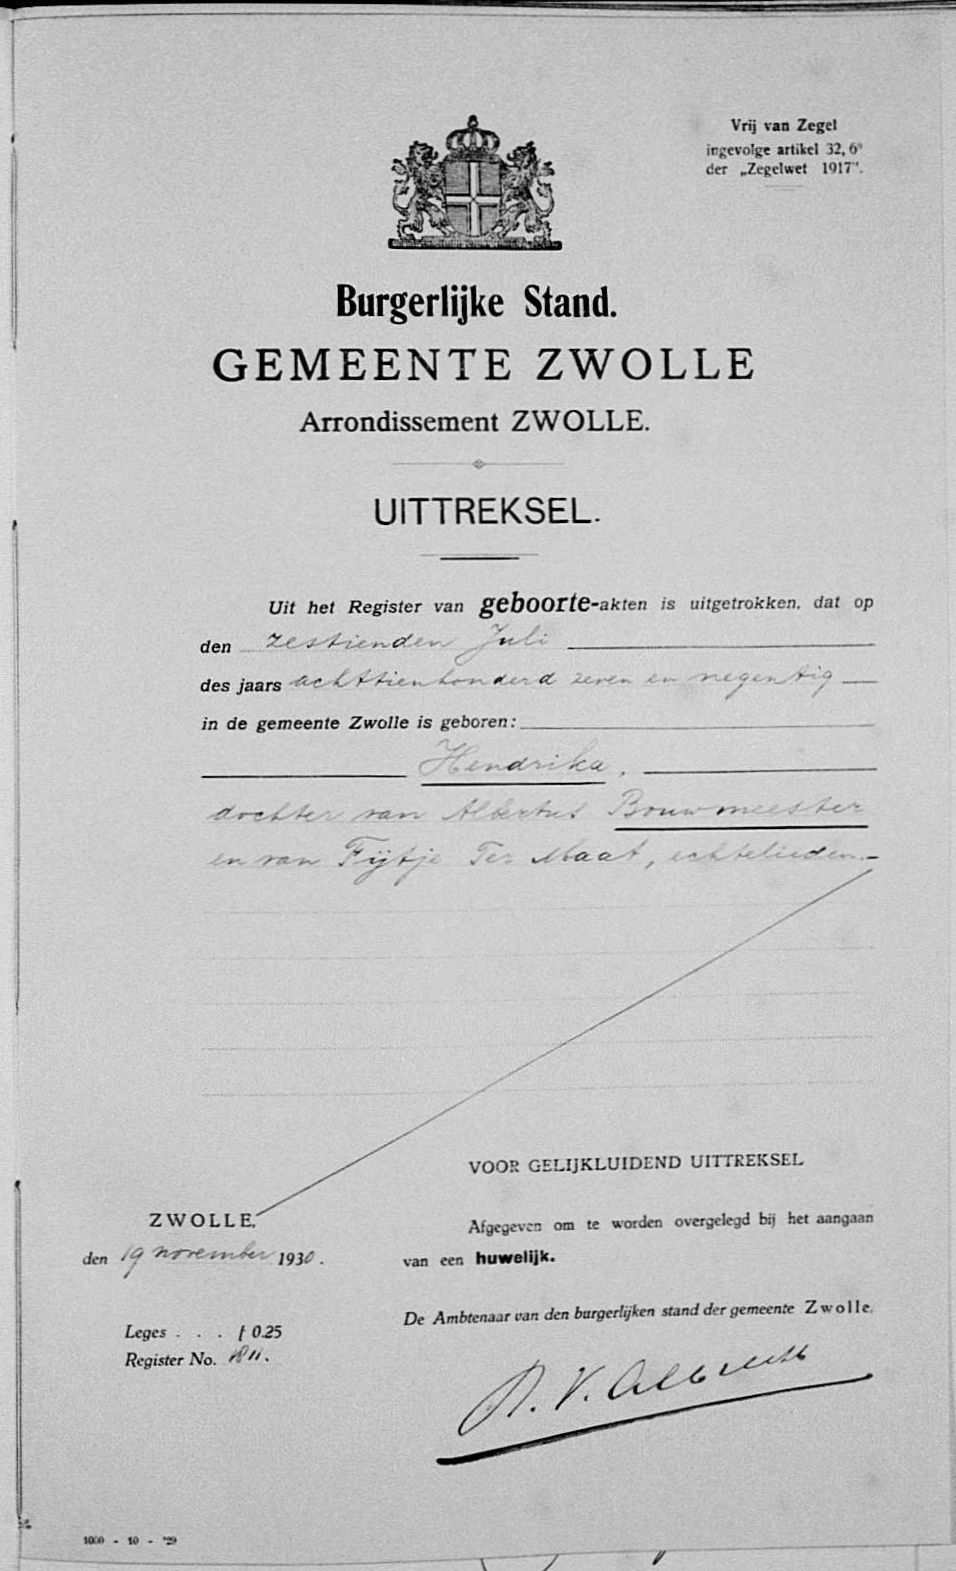 Vrij van Zegel
ingevolge artikel 32, 6°
der „Zegelwet 1917".
Burgerlijke Stand.
GEMEENTE ZWOLLE
Arrondissement ZWOLLE.
UITTREKSEL.
Uit het Register van geboorte-akten is uitgetrokken, dat op
den zestienden Juli
des jaars achttienhonderd zeven en negentig
in de gemeente Zwolle is geboren:
Hendrika,
dochter van Albertus Bouwmeester
en van Fijtje Ter Maat, echtelieden.-
VOOR GELIJKLUIDEND UITTREKSEL
ZWOLLE,
Afgegeven om te worden overgelegd bij het aangaan
den 19 november 1930.
van een huwelijk.
De Ambtenaar van den burgerlijken stand der gemeente Zwolle.
Leges . . . f 0.25
Register No.
1000 - 10 - '29